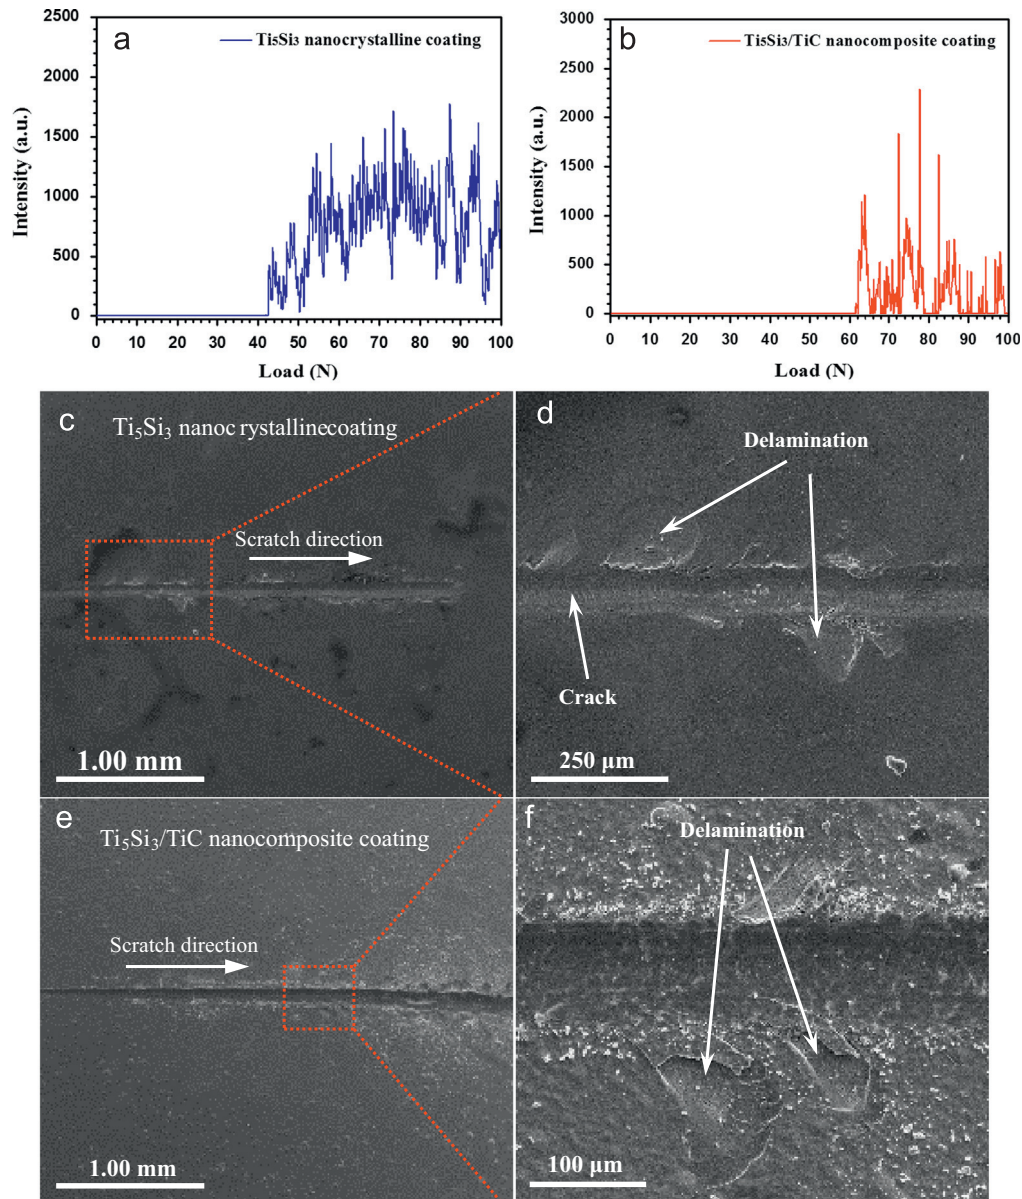 a
Ti₅Si₃ nanocrystalline coating
2500
2000
1500
1000
500
0
Intensity (a.u.)
0 10 20 30 40 50 60 70 80 90 100
Load (N)
b
Ti₅Si₃/TiC nanocomposite coating
3000
2500
2000
1500
1000
500
0
Intensity (a.u.)
0 10 20 30 40 50 60 70 80 90 100
Load (N)
c
Ti₅Si₃ nanoc rystallinecoating
Scratch direction
1.00 mm
d
Delamination
Crack
250 μm
e
Ti₅Si₃/TiC nanocomposite coating
Scratch direction
1.00 mm
f
Delamination
100 μm